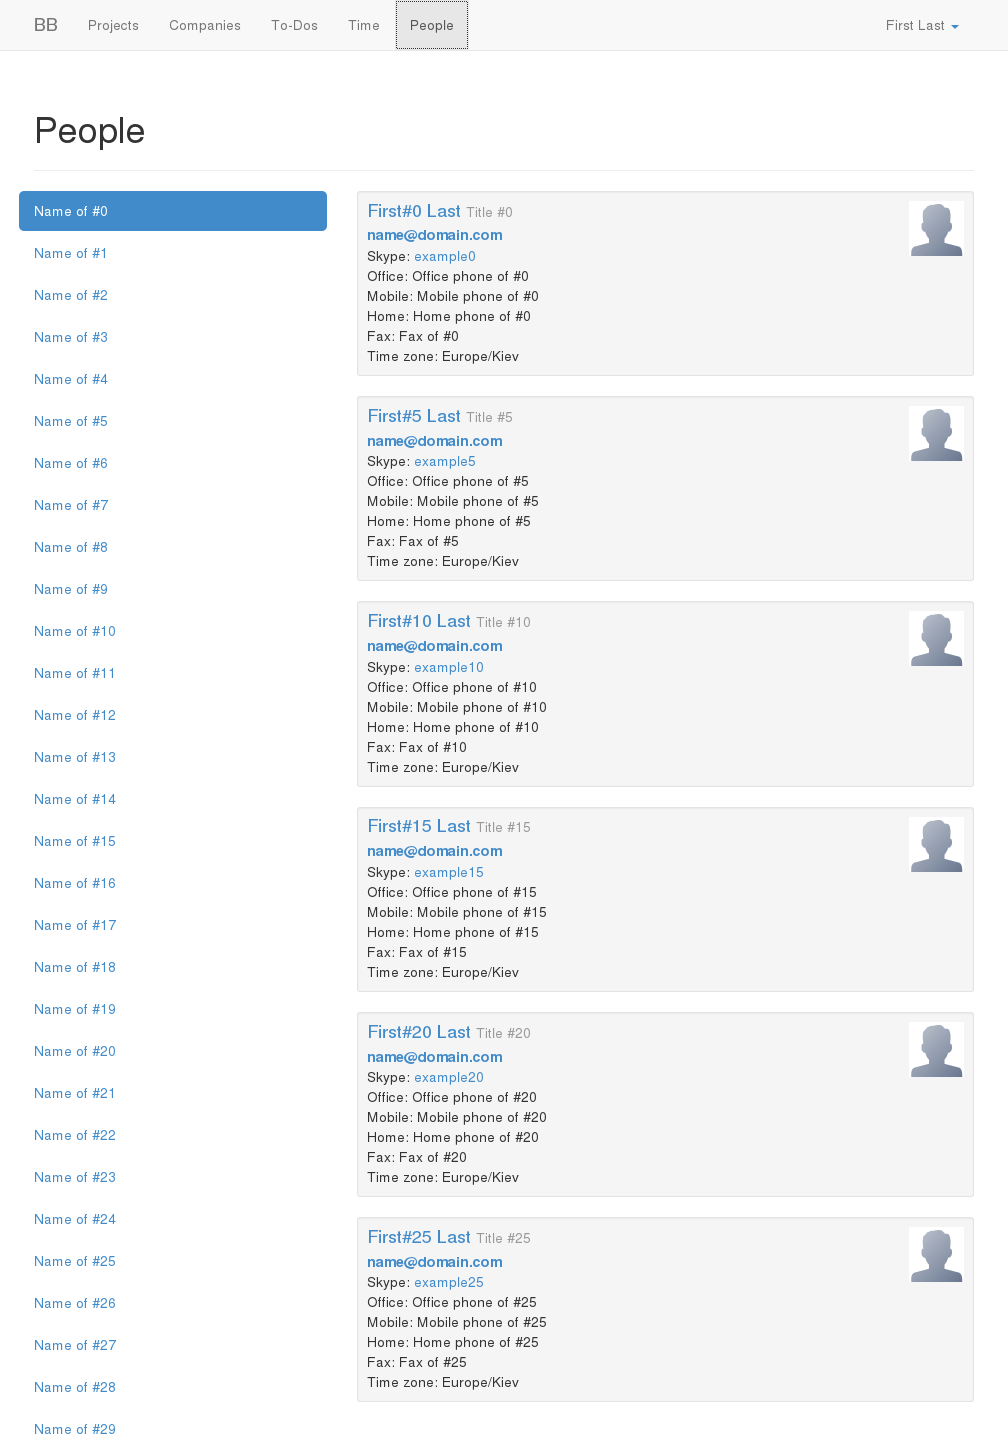 BB Projects Companies To-Dos Time People First Last
People
Name of #0
Name of #1
Name of #2
Name of #3
Name of #4
Name of #5
Name of #6
Name of #7
Name of #8
Name of #9
Name of #10
Name of #11
Name of #12
Name of #13
Name of #14
Name of #15
Name of #16
Name of #17
Name of #18
Name of #19
Name of #20
Name of #21
Name of #22
Name of #23
Name of #24
Name of #25
Name of #26
Name of #27
Name of #28
Name of #29
First#0 Last Title #0
name@domain.com
Skype: example0
Office: Office phone of #0
Mobile: Mobile phone of #0
Home: Home phone of #0
Fax: Fax of #0
Time zone: Europe/Kiev
First#5 Last Title #5
name@domain.com
Skype: example5
Office: Office phone of #5
Mobile: Mobile phone of #5
Home: Home phone of #5
Fax: Fax of #5
Time zone: Europe/Kiev
First#10 Last Title #10
name@domain.com
Skype: example10
Office: Office phone of #10
Mobile: Mobile phone of #10
Home: Home phone of #10
Fax: Fax of #10
Time zone: Europe/Kiev
First#15 Last Title #15
name@domain.com
Skype: example15
Office: Office phone of #15
Mobile: Mobile phone of #15
Home: Home phone of #15
Fax: Fax of #15
Time zone: Europe/Kiev
First#20 Last Title #20
name@domain.com
Skype: example20
Office: Office phone of #20
Mobile: Mobile phone of #20
Home: Home phone of #20
Fax: Fax of #20
Time zone: Europe/Kiev
First#25 Last Title #25
name@domain.com
Skype: example25
Office: Office phone of #25
Mobile: Mobile phone of #25
Home: Home phone of #25
Fax: Fax of #25
Time zone: Europe/Kiev